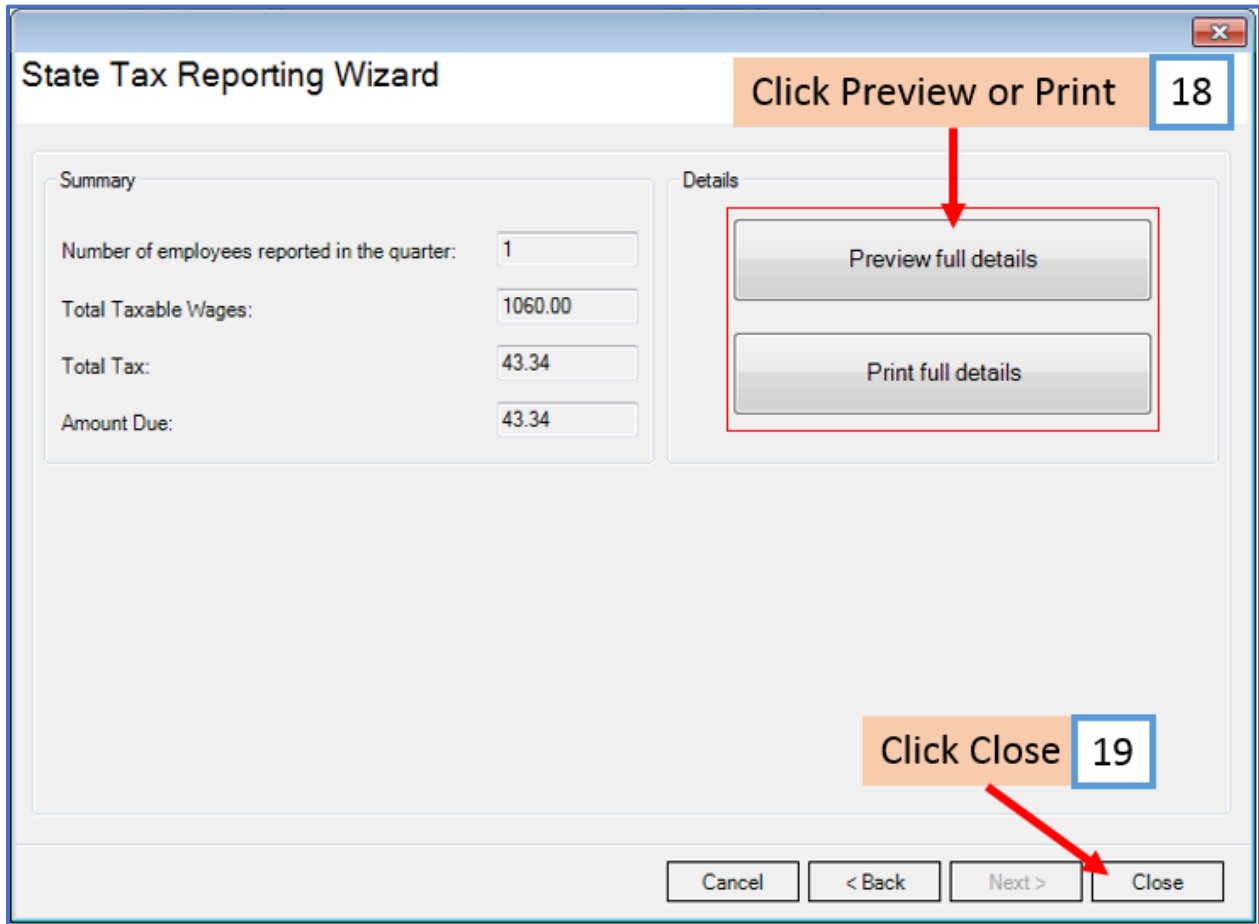 State Tax Reporting Wizard
Click Preview or Print 18
Summary
Number of employees reported in the quarter: 1
Total Taxable Wages: 1060.00
Total Tax: 43.34
Amount Due: 43.34
Details
Preview full details
Print full details
Click Close 19
Cancel < Back Next > Close